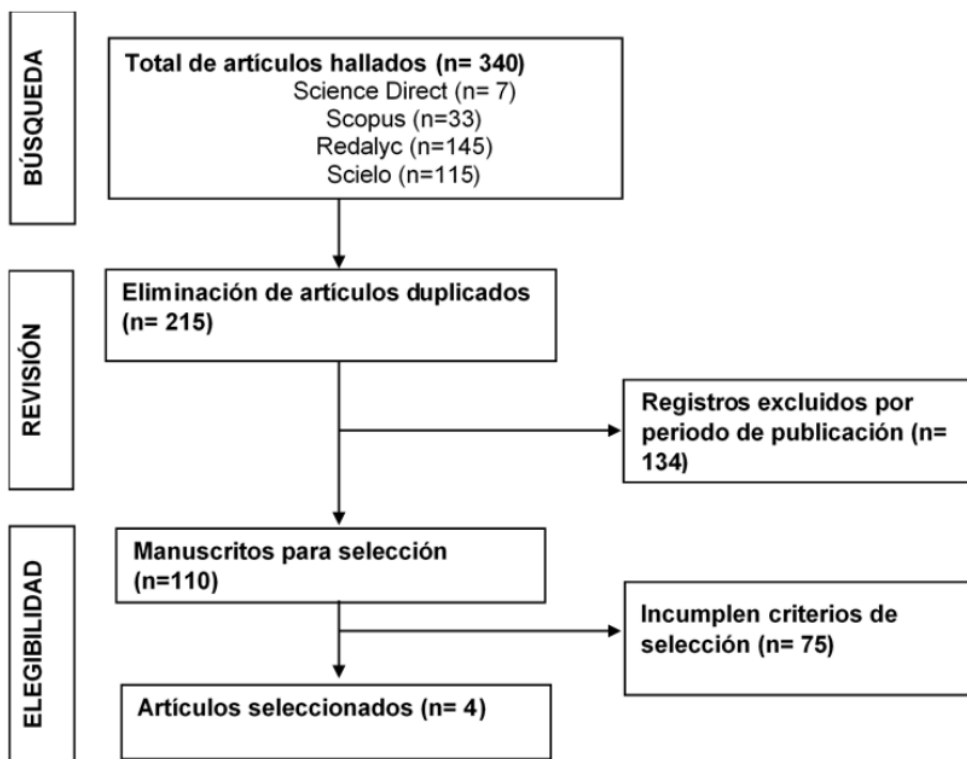 BÚSQUEDA
Total de artículos hallados (n= 340)
Science Direct (n= 7)
Scopus (n=33)
Redalyc (n=145)
Scielo (n=115)
REVISIÓN
Eliminación de artículos duplicados
(n= 215)
Registros excluidos por
periodo de publicación (n=
134)
ELEGIBILIDAD
Manuscritos para selección
(n=110)
Incumplen criterios de
selección (n= 75)
Artículos seleccionados (n= 4)